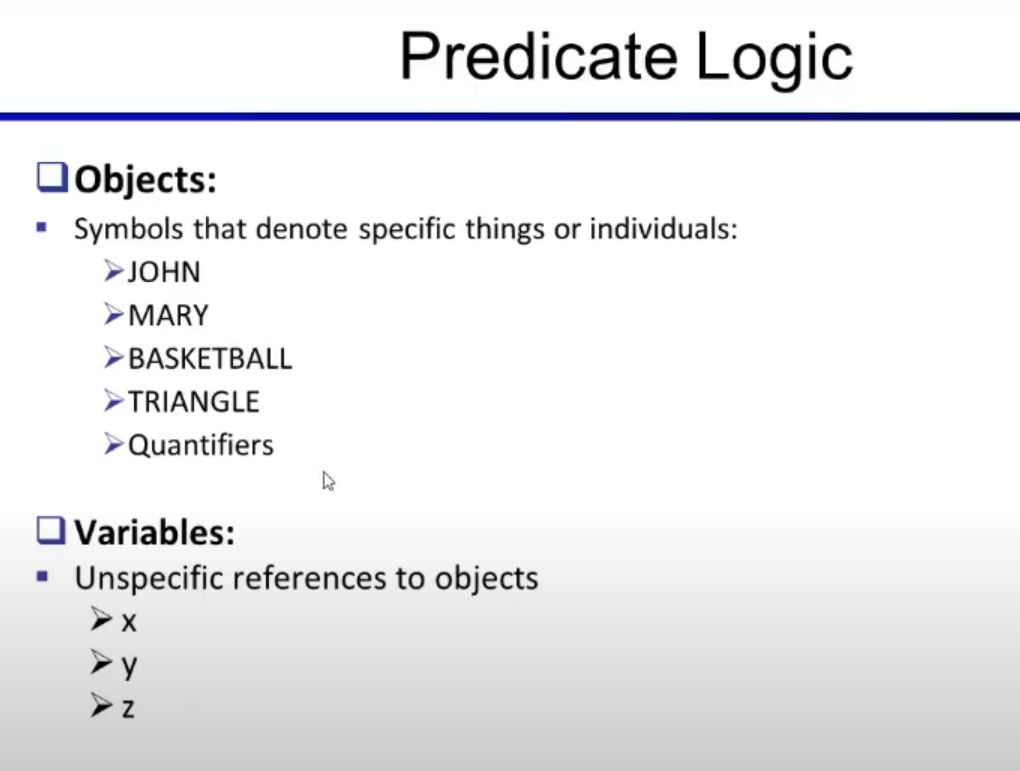 Predicate Logic
Objects:
Symbols that denote specific things or individuals:
JOHN
MARY
BASKETBALL
TRIANGLE
Quantifiers
Variables:
Unspecific references to objects
x
y
z